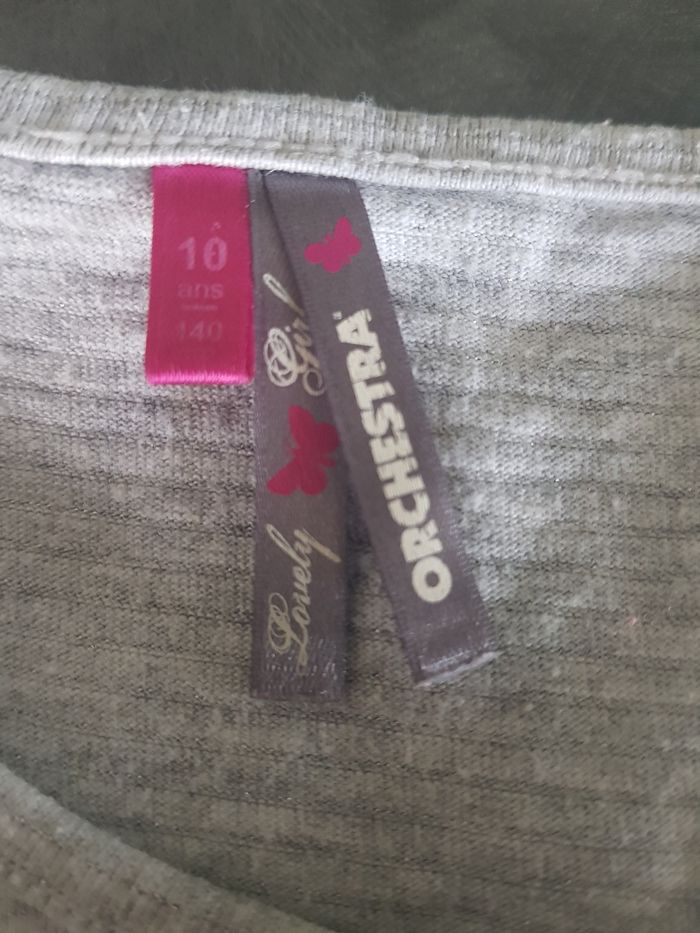 10
ans
140
Lovely Girl
ORCHESTRA